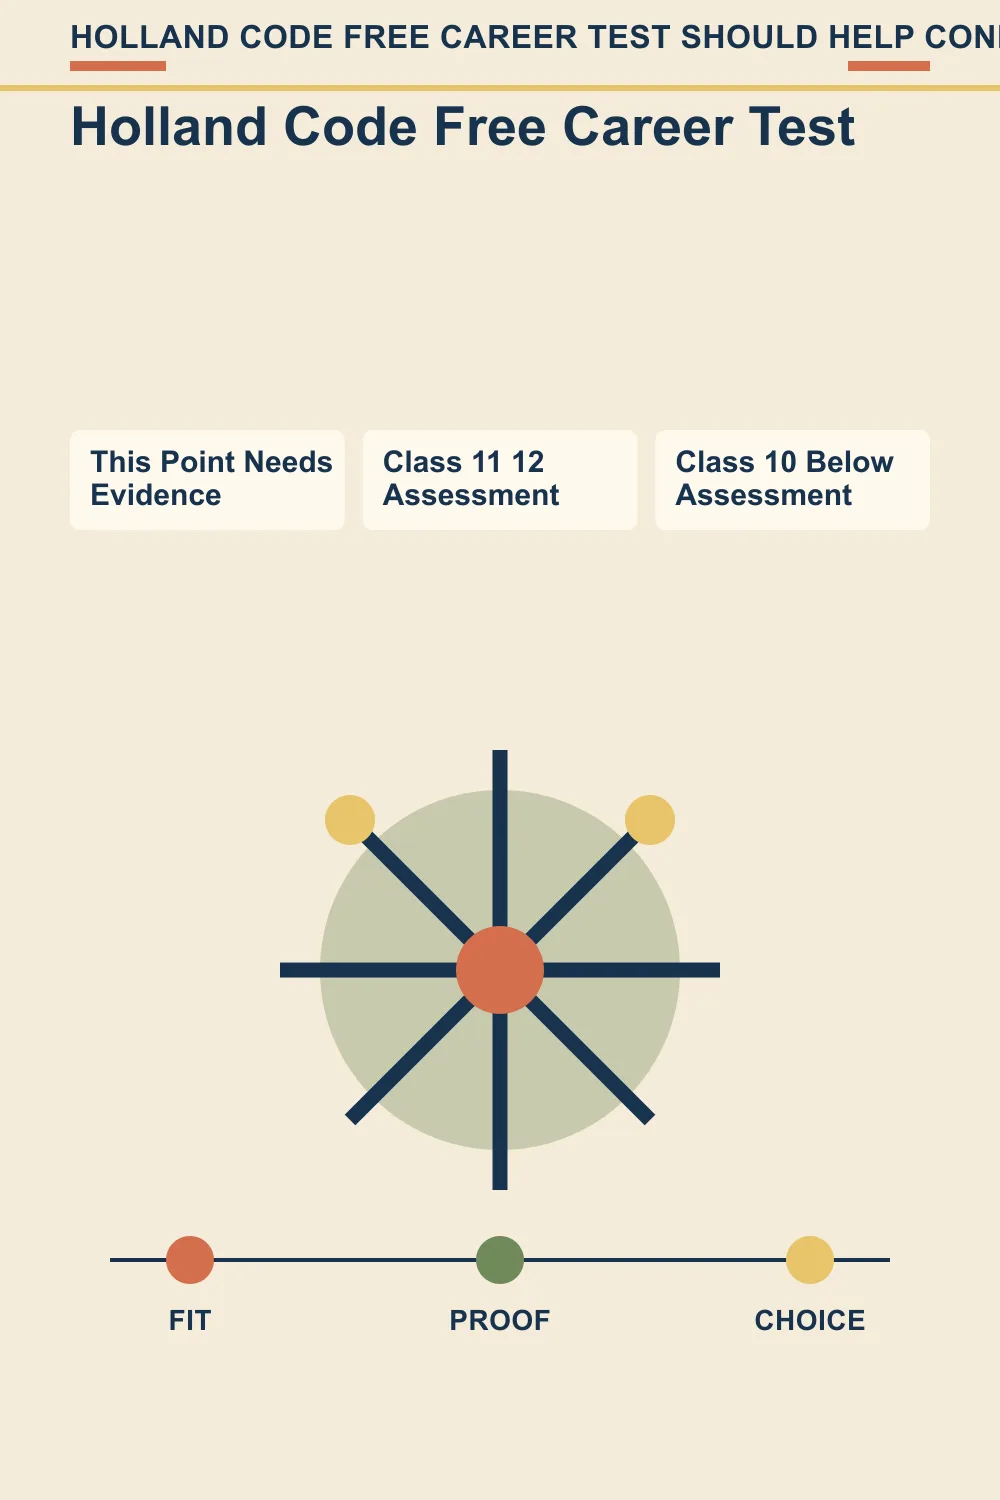 HOLLAND CODE FREE CAREER TEST SHOULD HELP
Holland Code Free Career Test
This Point Needs
Evidence
Class 11 12
Assessment
Class 10 Below
Assessment
FIT
PROOF
CHOICE